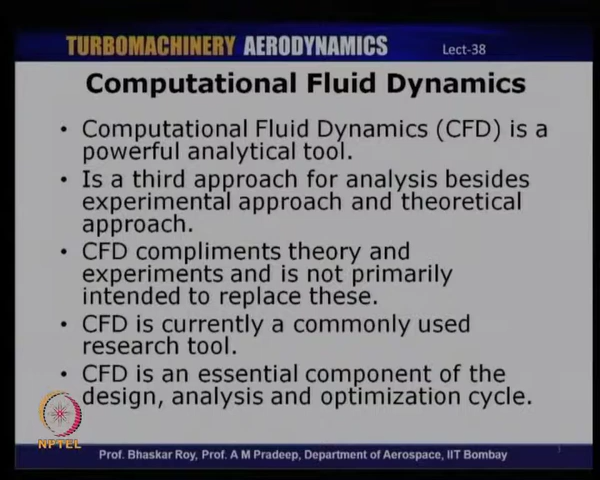 TURBOMACHINERY AERODYNAMICS Lect-38
Computational Fluid Dynamics
• Computational Fluid Dynamics (CFD) is a
powerful analytical tool.
• Is a third approach for analysis besides
experimental approach and theoretical
approach.
• CFD compliments theory and
experiments and is not primarily
intended to replace these.
• CFD is currently a commonly used
research tool.
• CFD is an essential component of the
design, analysis and optimization cycle.
NPTEL
Prof. Bhaskar Roy, Prof. A M Pradeep, Department of Aerospace, IIT Bombay